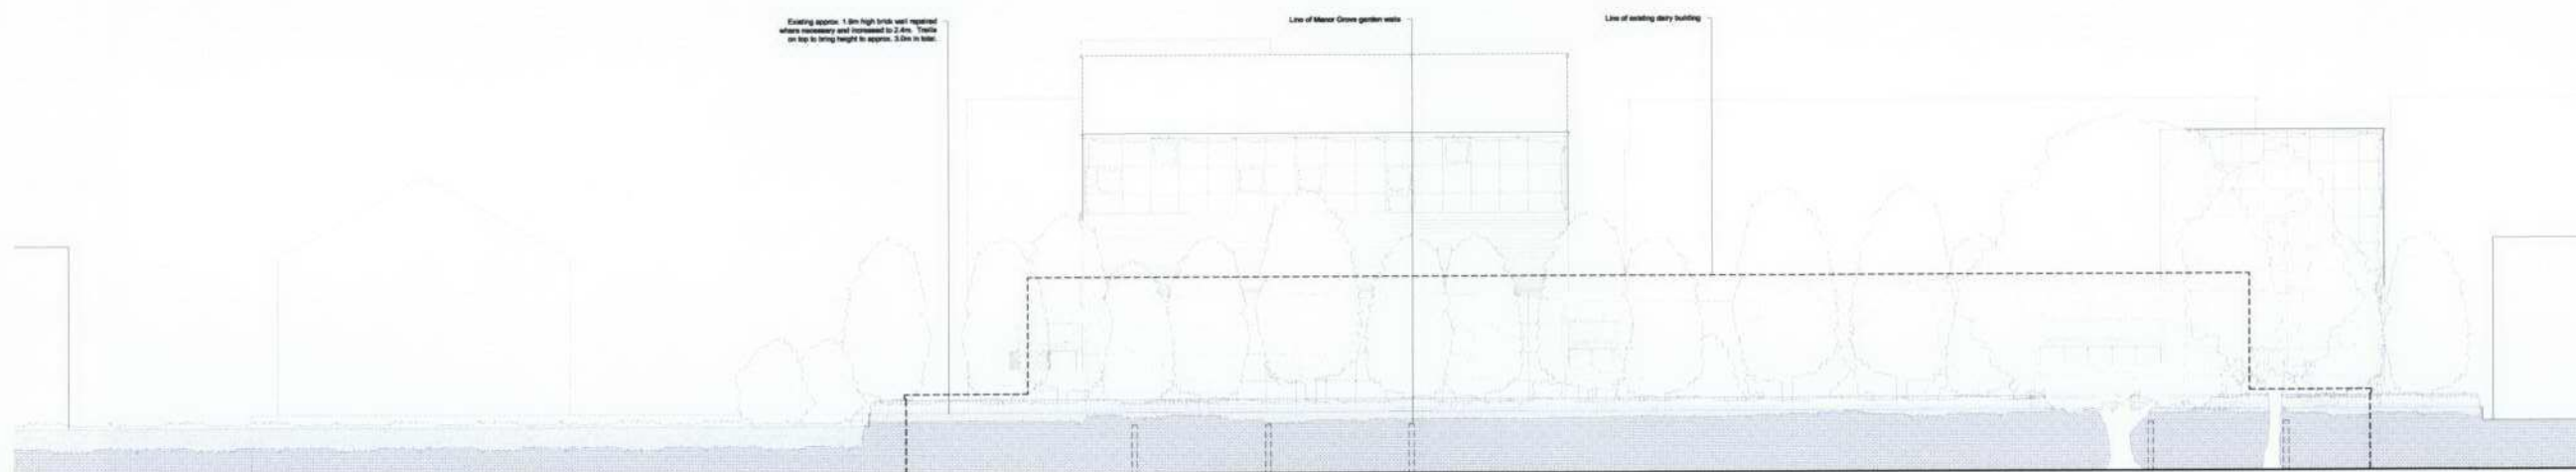 Existing approx. 1.8m high brick wall repaired
where necessary and increased to 2.4m. Trellis
on top to bring height to approx. 3.0m in total.
Line of Manor Grove garden walls
Line of existing dairy building